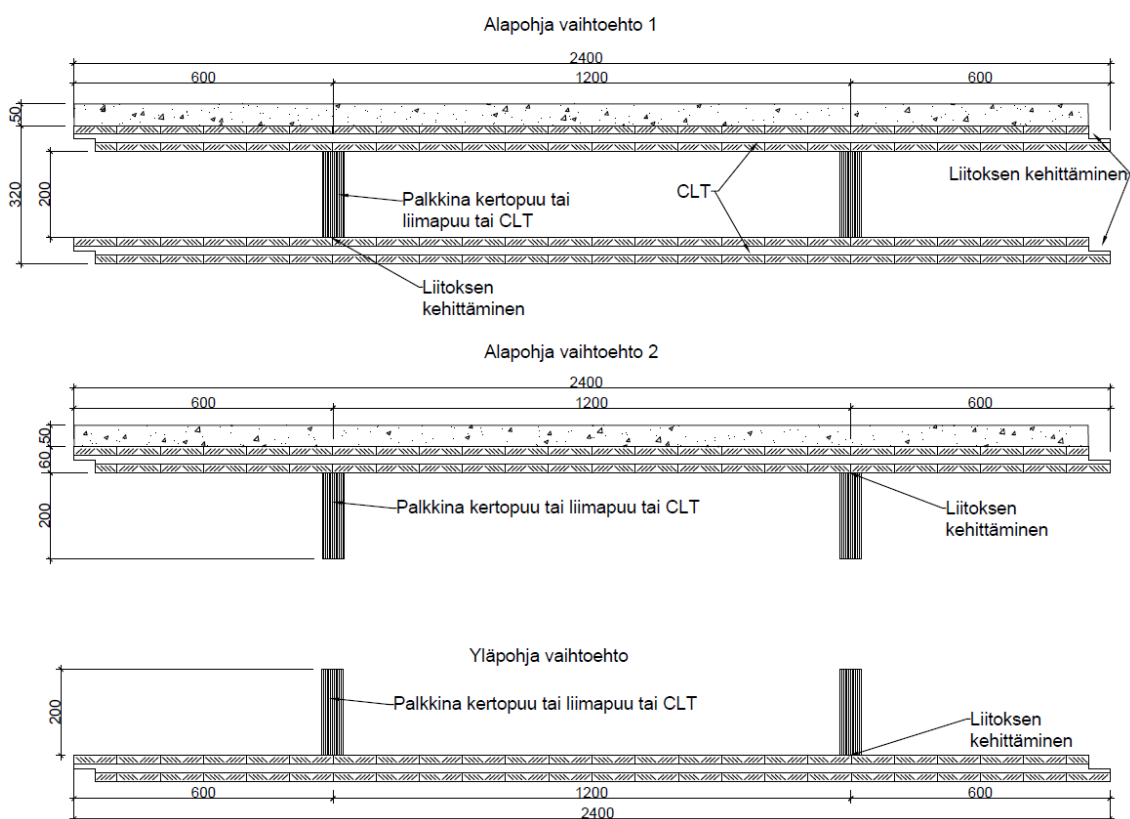 Alapohja vaihtoehto 1
2400
600
1200
600
50
320
200
Palkkina kertopuu tai
liimapuu tai CLT
CLT
Liitoksen kehittäminen
Liitoksen
kehittäminen
Alapohja vaihtoehto 2
2400
600
1200
600
50
60
200
Palkkina kertopuu tai liimapuu tai CLT
Liitoksen
kehittäminen
Yläpohja vaihtoehto
200
Palkkina kertopuu tai liimapuu tai CLT
Liitoksen
kehittäminen
600
1200
600
2400